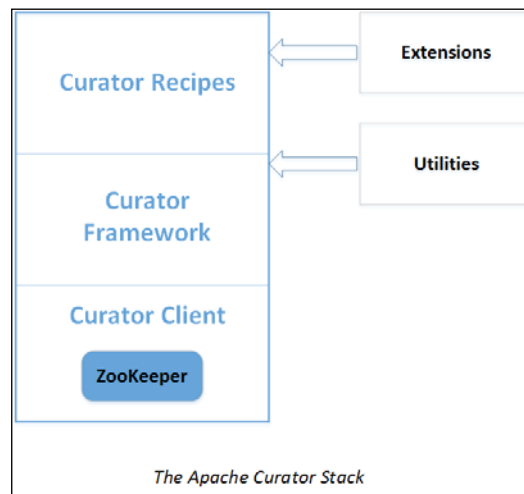 Curator Recipes
Extensions
Utilities
Curator
Framework
Curator Client
ZooKeeper
The Apache Curator Stack